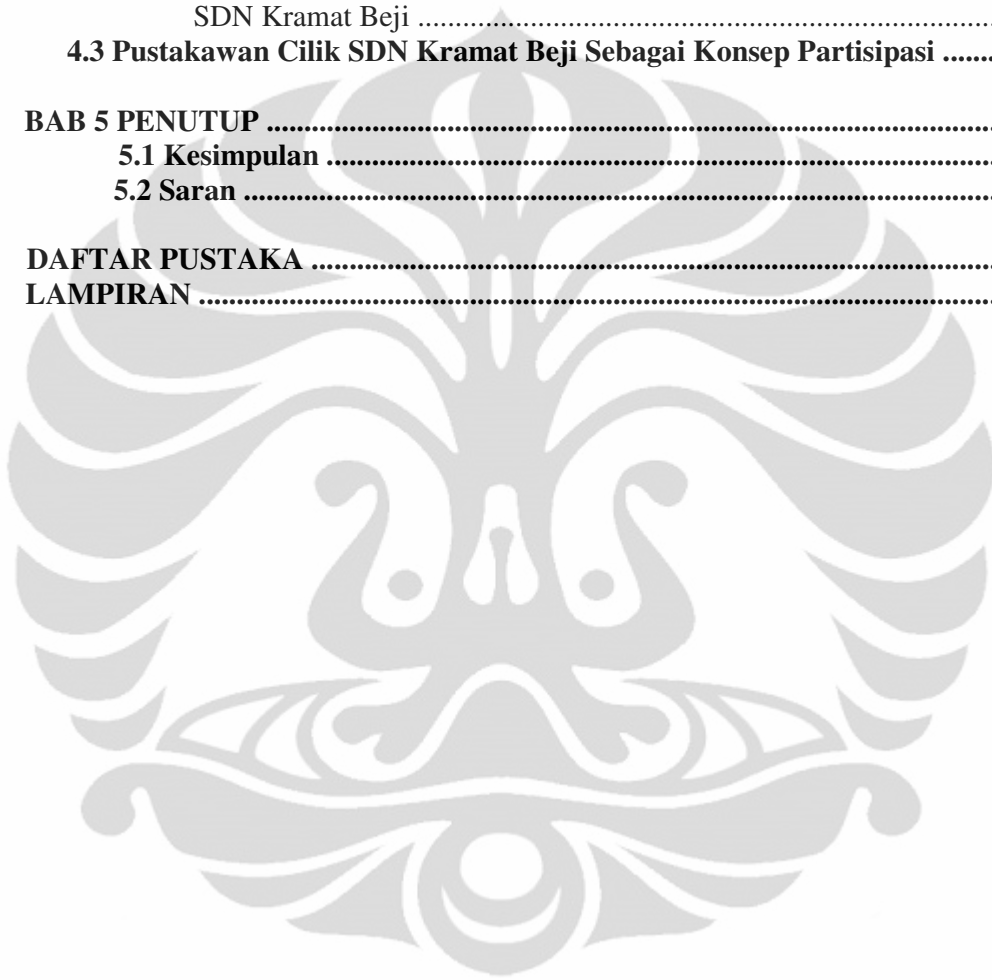 SDN Kramat Beji ..............................................................................
4.3 Pustakawan Cilik SDN Kramat Beji Sebagai Konsep Partisipasi .......
BAB 5 PENUTUP ...................................................................................................
5.1 Kesimpulan ..........................................................................................
5.2 Saran .....................................................................................................
DAFTAR PUSTAKA .............................................................................................
LAMPIRAN ............................................................................................................